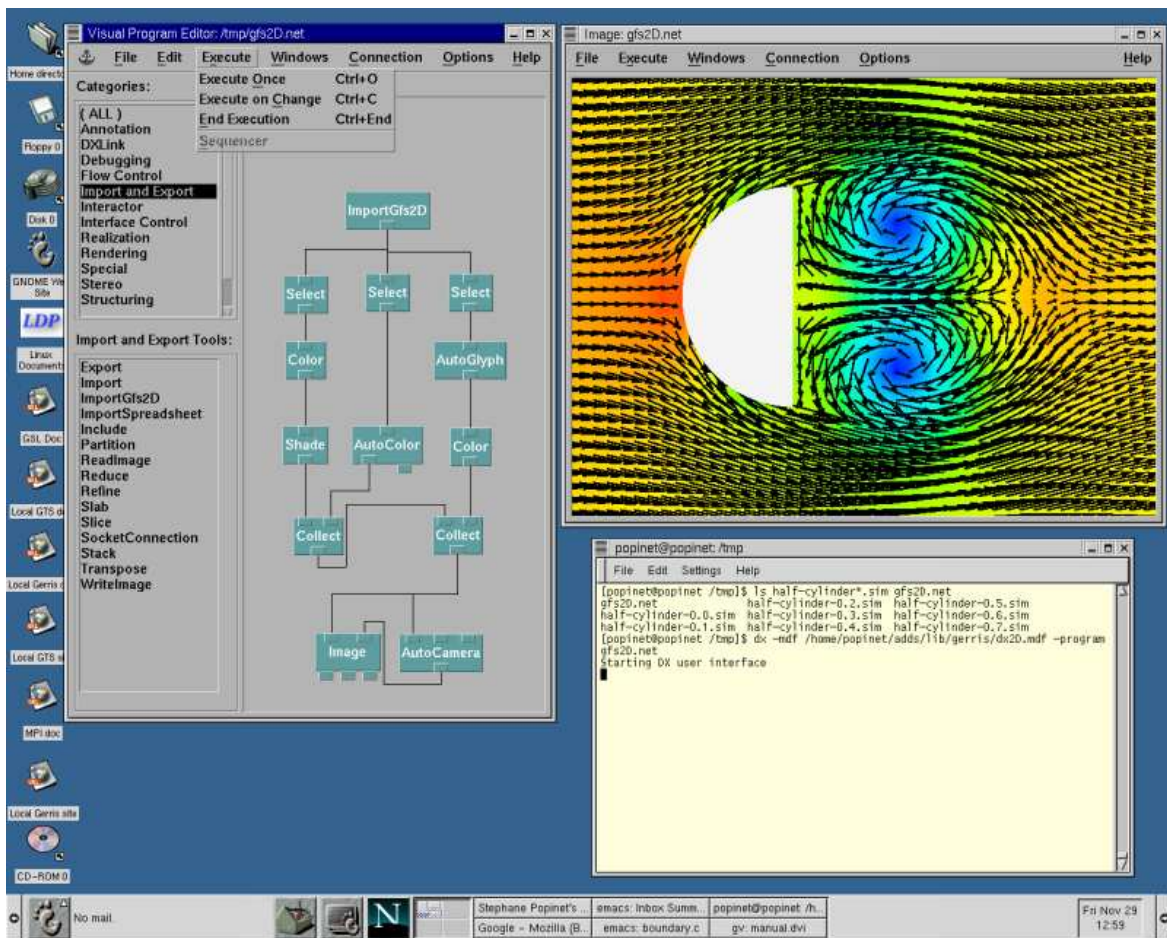 Home directo
Floppy 0
Disk 0
GNOME We
Site
LDP
Linux
Document
GSL Doc
Local GTS d
Local Gerris d
Local GTS si
MPI doc
Local Gerris site
CD-ROM 0
Visual Program Editor: /tmp/gfs2D.net
File Edit Execute Windows Connection Options Help
Execute Once Ctrl+O
Execute on Change Ctrl+C
End Execution Ctrl+End
Sequencer
Categories:
( ALL )
Annotation
DXLink
Debugging
Flow Control
Import and Export
Interactor
Interface Control
Realization
Rendering
Special
Stereo
Structuring
Import and Export Tools:
Export
Import
ImportGfs2D
ImportSpreadsheet
Include
Partition
ReadImage
Reduce
Refine
Slab
Slice
SocketConnection
Stack
Transpose
WriteImage
ImportGfs2D
Select Select Select
Color AutoGlyph
Shade AutoColor Color
Collect Collect
Image AutoCamera
Image: gfs2D.net
File Execute Windows Connection Options Help
popinet@popinet: /tmp
File Edit Settings Help
[popinet@popinet /tmp]$ ls half-cylinder*.sim gfs2D.net
gfs2D.net half-cylinder-0.2.sim half-cylinder-0.5.sim
half-cylinder-0.0.sim half-cylinder-0.3.sim half-cylinder-0.6.sim
half-cylinder-0.1.sim half-cylinder-0.4.sim half-cylinder-0.7.sim
[popinet@popinet /tmp]$ dx -mdf /home/popinet/adds/lib/gerris/dx2D.mdf -program
gfs2D.net
Starting DX user interface
No mail.
N
Stephane Popinet's ... emacs: Inbox Summ... popinet@popinet /h...
Google - Mozilla {B... emacs: boundary.c gv: manual.dvi
Fri Nov 29
12:59